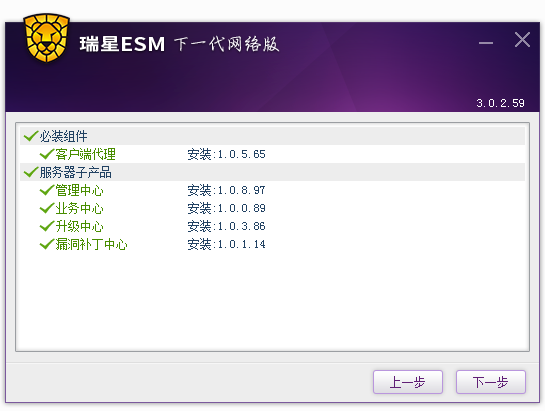 瑞星ESM 下一代网络版
3.0.2.59
必装组件
客户端代理 安装:1.0.5.65
服务器子产品
管理中心 安装:1.0.8.97
业务中心 安装:1.0.0.89
升级中心 安装:1.0.3.86
漏洞补丁中心 安装:1.0.1.14
上一步 下一步